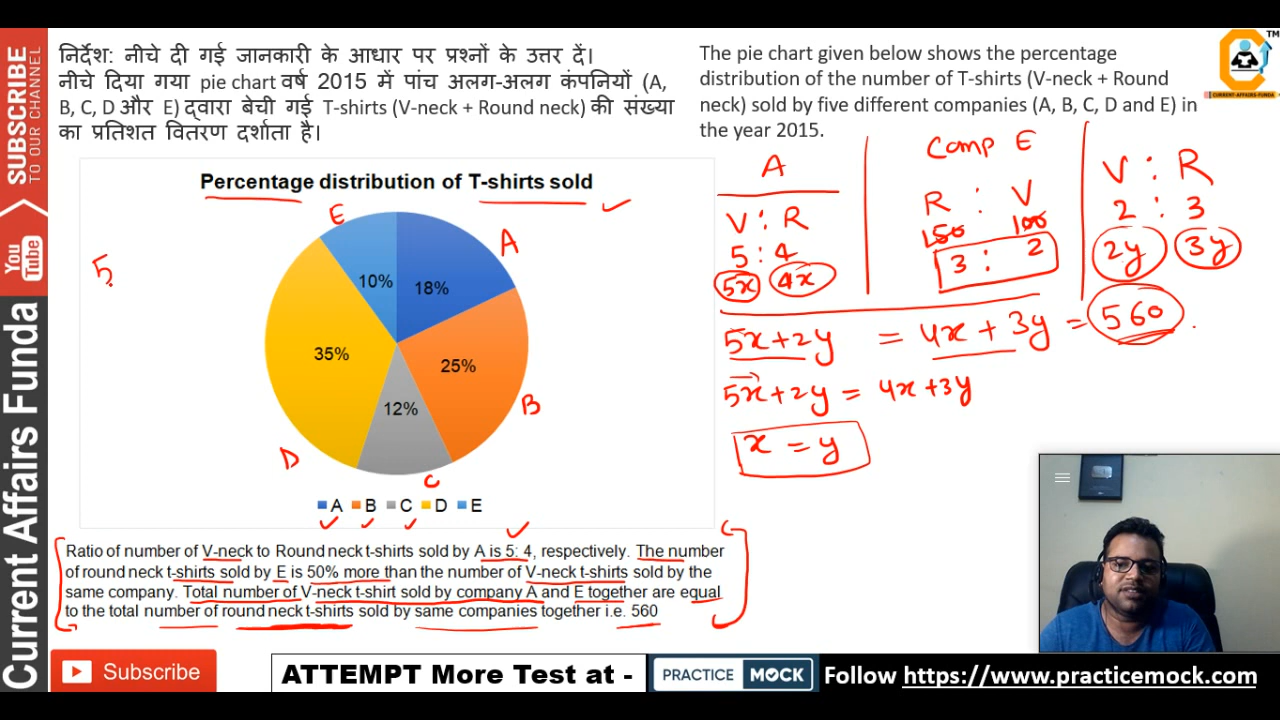 SUBSCRIBE
TO OUR CHANNEL
You Tube
Current Affairs Funda
निर्देश: नीचे दी गई जानकारी के आधार पर प्रश्नों के उत्तर दें।
नीचे दिया गया pie chart वर्ष 2015 में पांच अलग-अलग कंपनियों (A,
B, C, D और E) द्वारा बेची गई T-shirts (V-neck + Round neck) की संख्या
का प्रतिशत वितरण दर्शाता है।
The pie chart given below shows the percentage
distribution of the number of T-shirts (V-neck + Round
neck) sold by five different companies (A, B, C, D and E) in
the year 2015.
TM
CURRENT-AFFAIRS-FUNDA
Percentage distribution of T-shirts sold
E
A
10%
18%
5
35%
25%
12%
B
D
C
A B C D E
Ratio of number of V-neck to Round neck t-shirts sold by A is 5: 4, respectively. The number
of round neck t-shirts sold by E is 50% more than the number of V-neck t-shirts sold by the
same company. Total number of V-neck t-shirt sold by company A and E together are equal
to the total number of round neck t-shirts sold by same companies together i.e. 560
A
V : R
5 : 4
5x 4x
Comp E
R : V
150 100
3 : 2
V : R
2 : 3
2y 3y
5x + 2y = 4x + 3y = 560
5x + 2y = 4x + 3y
x = y
Subscribe
ATTEMPT More Test at -
PRACTICE MOCK
Follow https://www.practicemock.com/